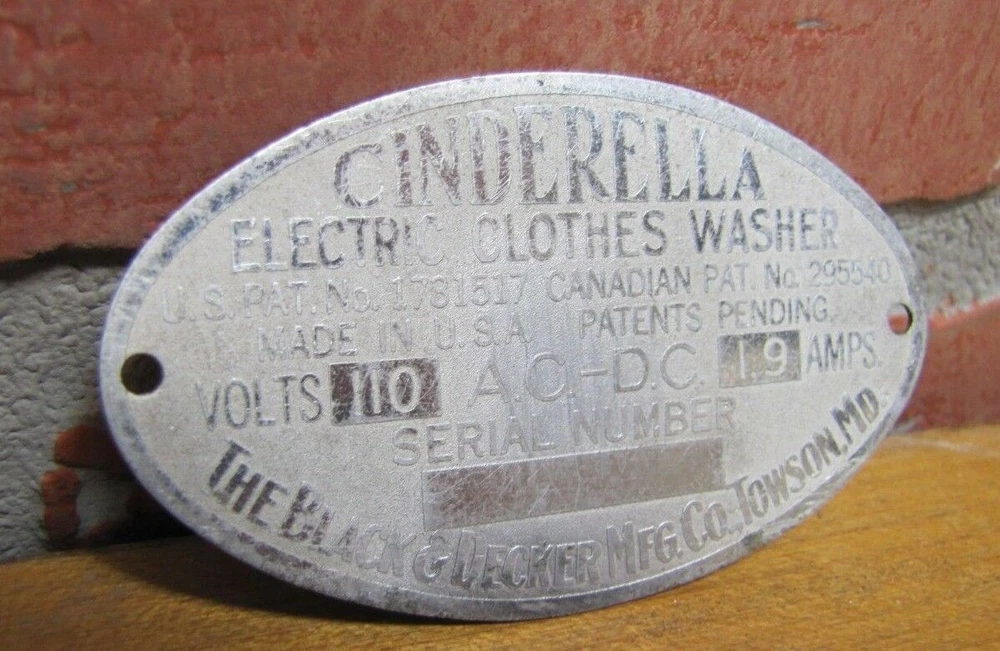 CINDERELLA
ELECTRIC CLOTHES WASHER
U.S. PAT. No. 1781517 CANADIAN PAT. No. 295540
MADE IN U.S.A. PATENTS PENDING.
VOLTS 110 A.C.-D.C. 1.9 AMPS.
SERIAL NUMBER
THE BLACK & DECKER MFG. CO., TOWSON, MD.